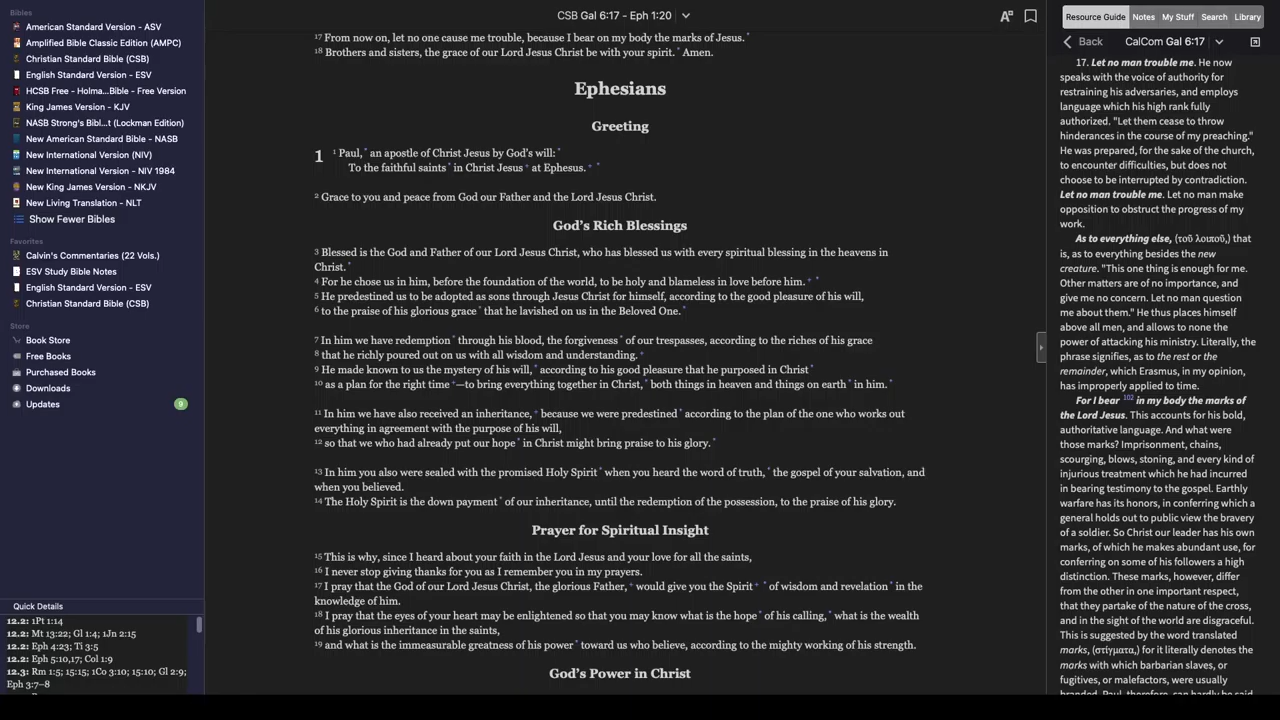 Bibles
American Standard Version - ASV
Amplified Bible Classic Edition (AMPC)
Christian Standard Bible (CSB)
English Standard Version - ESV
HCSB Free - Holma...Bible - Free Version
King James Version - KJV
NASB Strong's Bibl...t (Lockman Edition)
New American Standard Bible - NASB
New International Version (NIV)
New International Version - NIV 1984
New King James Version - NKJV
New Living Translation - NLT
Show Fewer Bibles
Favorites
Calvin's Commentaries (22 Vols.)
ESV Study Bible Notes
English Standard Version - ESV
Christian Standard Bible (CSB)
Store
Book Store
Free Books
Purchased Books
Downloads
Updates 9
Quick Details
12.2: 1Pt 1:14
12.2: Mt 13:22; Gl 1:4; 1Jn 2:15
12.2: Eph 4:23; Ti 3:5
12.2: Eph 5:10,17; Col 1:9
12.3: Rm 1:5; 15:15; 1Co 3:10; 15:10; Gl 2:9;
Eph 3:7–8
CSB Gal 6:17 - Eph 1:20
17 From now on, let no one cause me trouble, because I bear on my body the marks of Jesus. *
18 Brothers and sisters, the grace of our Lord Jesus Christ be with your spirit. * Amen.
Ephesians
Greeting
1 1 Paul, * an apostle of Christ Jesus by God’s will: *
To the faithful saints * in Christ Jesus + at Ephesus. + *
2 Grace to you and peace from God our Father and the Lord Jesus Christ.
God’s Rich Blessings
3 Blessed is the God and Father of our Lord Jesus Christ, who has blessed us with every spiritual blessing in the heavens in
Christ. *
4 For he chose us in him, before the foundation of the world, to be holy and blameless in love before him. + *
5 He predestined us to be adopted as sons through Jesus Christ for himself, according to the good pleasure of his will,
6 to the praise of his glorious grace * that he lavished on us in the Beloved One. *
7 In him we have redemption * through his blood, the forgiveness * of our trespasses, according to the riches of his grace
8 that he richly poured out on us with all wisdom and understanding. +
9 He made known to us the mystery of his will, * according to his good pleasure that he purposed in Christ *
10 as a plan for the right time +—to bring everything together in Christ, * both things in heaven and things on earth * in him. *
11 In him we have also received an inheritance, + because we were predestined * according to the plan of the one who works out
everything in agreement with the purpose of his will,
12 so that we who had already put our hope * in Christ might bring praise to his glory. *
13 In him you also were sealed with the promised Holy Spirit * when you heard the word of truth, * the gospel of your salvation, and
when you believed.
14 The Holy Spirit is the down payment * of our inheritance, until the redemption of the possession, to the praise of his glory.
Prayer for Spiritual Insight
15 This is why, since I heard about your faith in the Lord Jesus and your love for all the saints,
16 I never stop giving thanks for you as I remember you in my prayers.
17 I pray that the God of our Lord Jesus Christ, the glorious Father, + would give you the Spirit + * of wisdom and revelation * in the
knowledge of him.
18 I pray that the eyes of your heart may be enlightened so that you may know what is the hope * of his calling, * what is the wealth
of his glorious inheritance in the saints,
19 and what is the immeasurable greatness of his power * toward us who believe, according to the mighty working of his strength.
God’s Power in Christ
Resource Guide Notes My Stuff Search Library
Back CalCom Gal 6:17
17. Let no man trouble me. He now
speaks with the voice of authority for
restraining his adversaries, and employs
language which his high rank fully
authorized. "Let them cease to throw
hinderances in the course of my preaching."
He was prepared, for the sake of the church,
to encounter difficulties, but does not
choose to be interrupted by contradiction.
Let no man trouble me. Let no man make
opposition to obstruct the progress of my
work.
As to everything else, (τοῦ λοιποῦ,) that
is, as to everything besides the new
creature. "This one thing is enough for me.
Other matters are of no importance, and
give me no concern. Let no man question
me about them." He thus places himself
above all men, and allows to none the
power of attacking his ministry. Literally, the
phrase signifies, as to the rest or the
remainder, which Erasmus, in my opinion,
has improperly applied to time.
For I bear 102 in my body the marks of
the Lord Jesus. This accounts for his bold,
authoritative language. And what were
those marks? Imprisonment, chains,
scourging, blows, stoning, and every kind of
injurious treatment which he had incurred
in bearing testimony to the gospel. Earthly
warfare has its honors, in conferring which a
general holds out to public view the bravery
of a soldier. So Christ our leader has his own
marks, of which he makes abundant use, for
conferring on some of his followers a high
distinction. These marks, however, differ
from the other in one important respect,
that they partake of the nature of the cross,
and in the sight of the world are disgraceful.
This is suggested by the word translated
marks, (στίγματα,) for it literally denotes the
marks with which barbarian slaves, or
fugitives, or malefactors, were usually
branded. Paul, therefore, can hardly be said